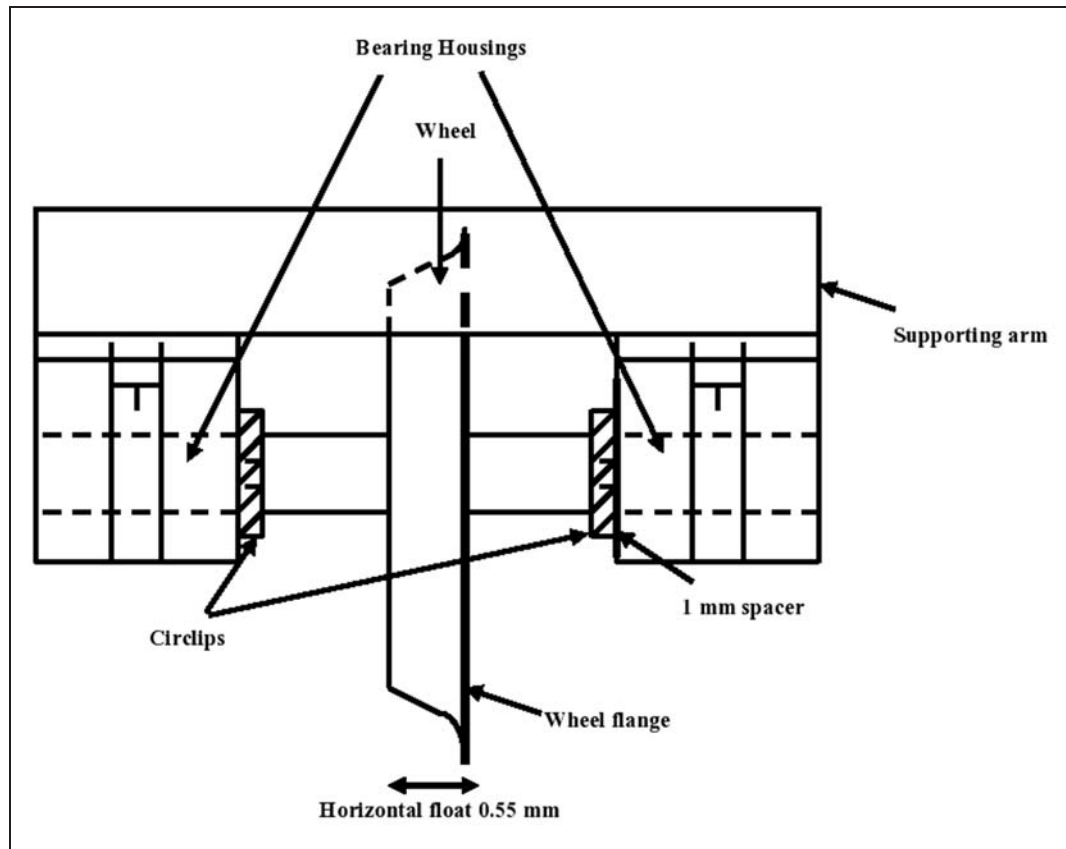 Bearing Housings
Wheel
Supporting arm
1 mm spacer
Circlips
Wheel flange
Horizontal float 0.55 mm